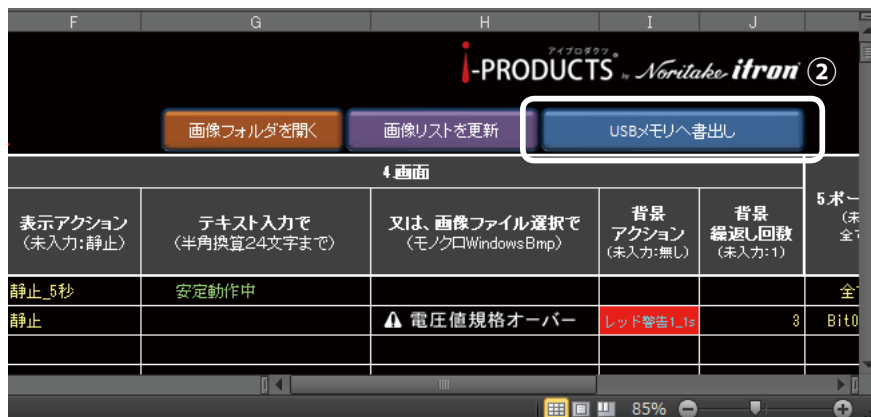 F G H I J
アイプロダクツ
i-PRODUCTS by Noritake itron ②
画像フォルダを開く 画像リストを更新 USBメモリへ書出し
4.画面
表示アクション
(未入力:静止)
テキスト入力で
(半角換算24文字まで)
又は、画像ファイル選択で
(モノクロWindowsBmp)
背景
アクション
(未入力:無し)
背景
繰返し回数
(未入力:1)
5.ポー
(未
全て
静止_5秒 安定動作中 全て
静止 ⚠ 電圧値規格オーバー レッド警告1_1s 3 Bit0
85%